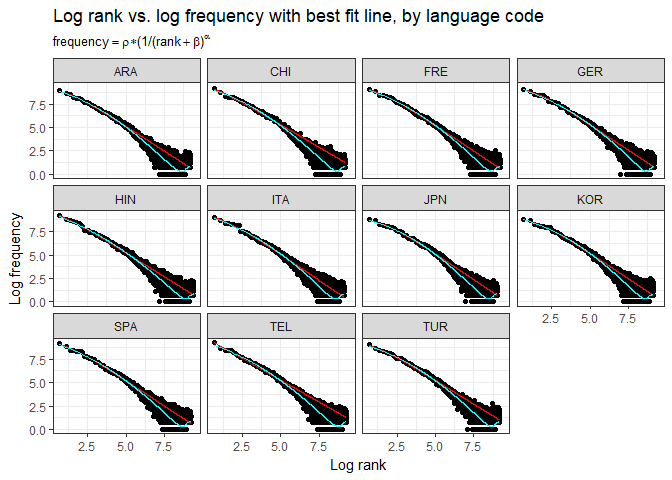 Log rank vs. log frequency with best fit line, by language code
frequency = ρ∗(1/(rank + β)^α
ARA CHI FRE GER
7.5
5.0
2.5
0.0
HIN ITA JPN KOR
7.5
5.0
2.5
0.0
SPA TEL TUR
7.5
5.0
2.5
0.0
2.5 5.0 7.5
2.5 5.0 7.5 2.5 5.0 7.5 2.5 5.0 7.5
Log rank
Log frequency